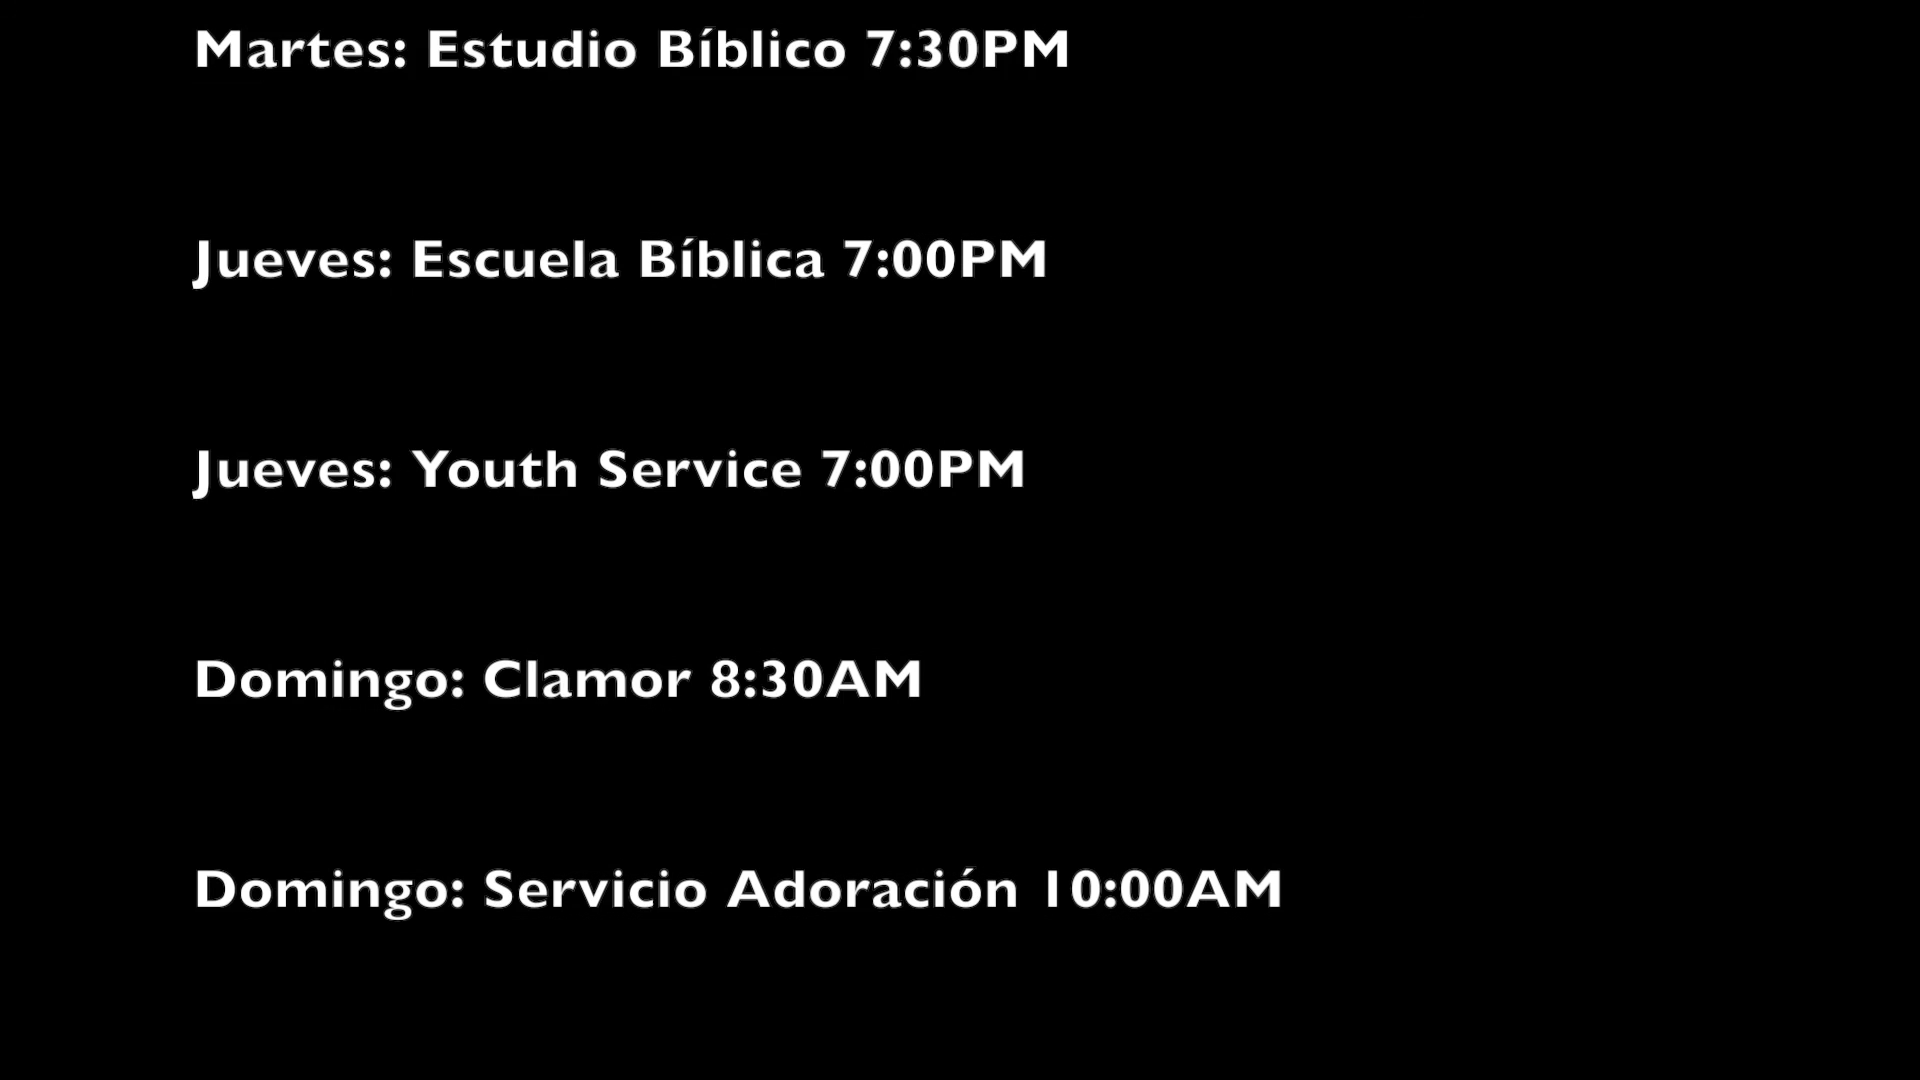 Martes: Estudio Bíblico 7:30PM
Jueves: Escuela Bíblica 7:00PM
Jueves: Youth Service 7:00PM
Domingo: Clamor 8:30AM
Domingo: Servicio Adoración 10:00AM